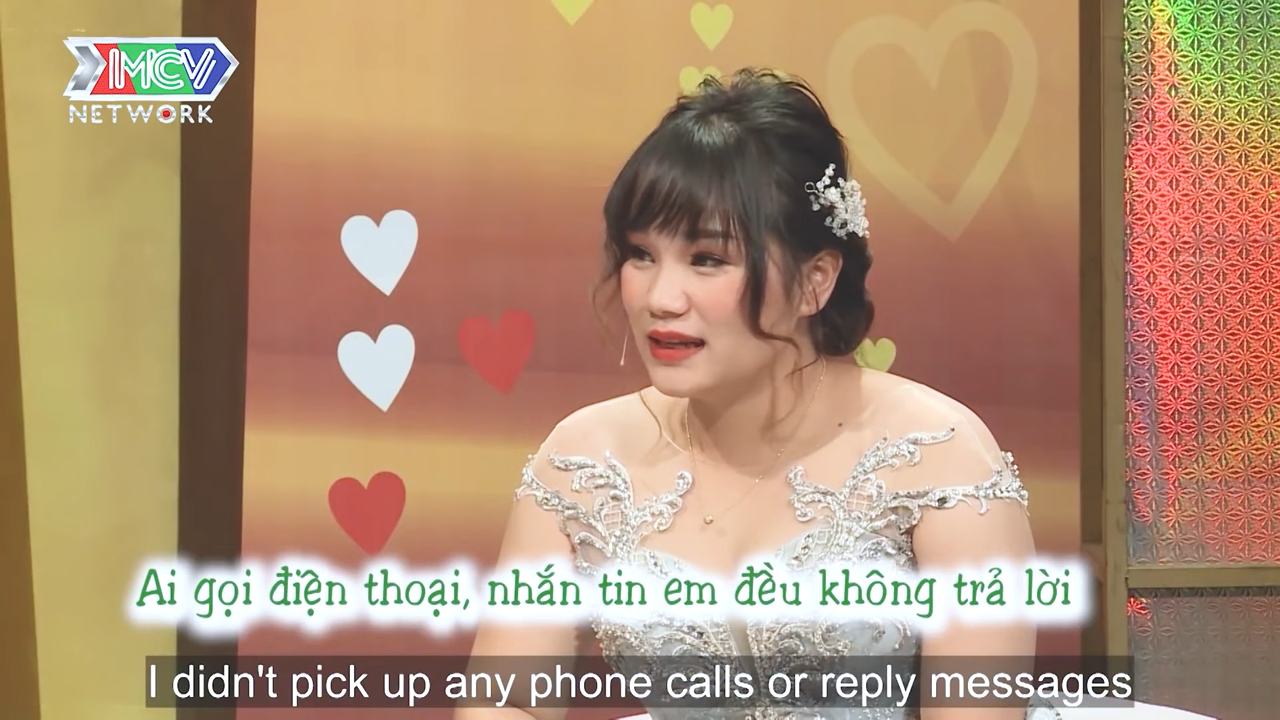 MCV
NETWORK
Ai gọi điện thoại, nhắn tin em đều không trả lời
I didn't pick up any phone calls or reply messages